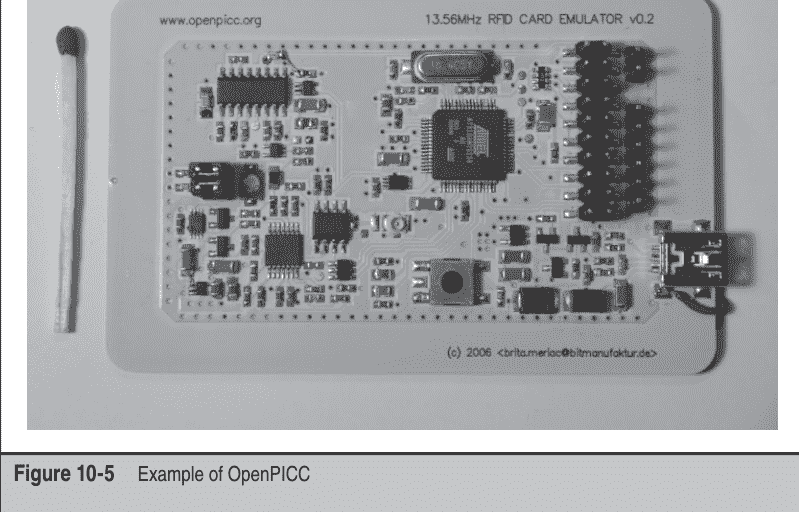 www.openpicc.org
13.56MHz RFID CARD EMULATOR v0.2
(c) 2006 <brita.meriac@bitmanufaktur.de>
Figure 10-5 Example of OpenPICC